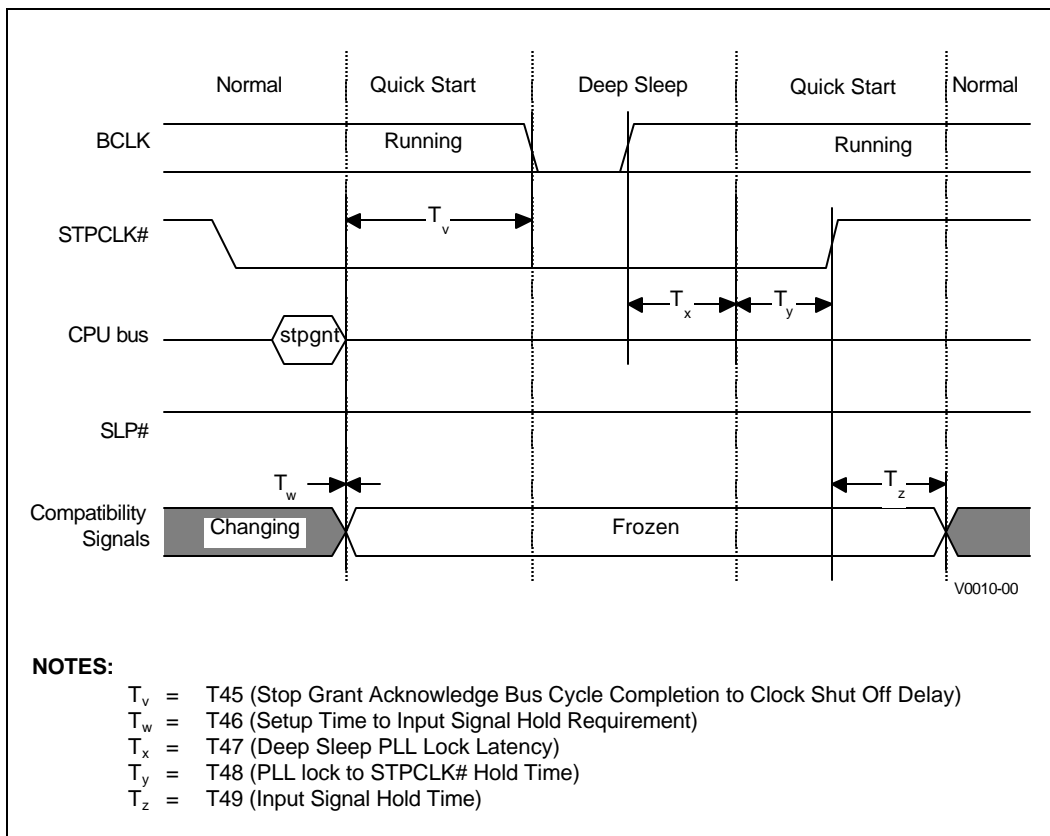 Normal Quick Start Deep Sleep Quick Start Normal
BCLK Running Running
STPCLK# Tv
Tx Ty
CPU bus stpgnt
SLP#
Tw Tz
Compatibility
Signals Changing Frozen
V0010-00
NOTES:
Tv = T45 (Stop Grant Acknowledge Bus Cycle Completion to Clock Shut Off Delay)
Tw = T46 (Setup Time to Input Signal Hold Requirement)
Tx = T47 (Deep Sleep PLL Lock Latency)
Ty = T48 (PLL lock to STPCLK# Hold Time)
Tz = T49 (Input Signal Hold Time)